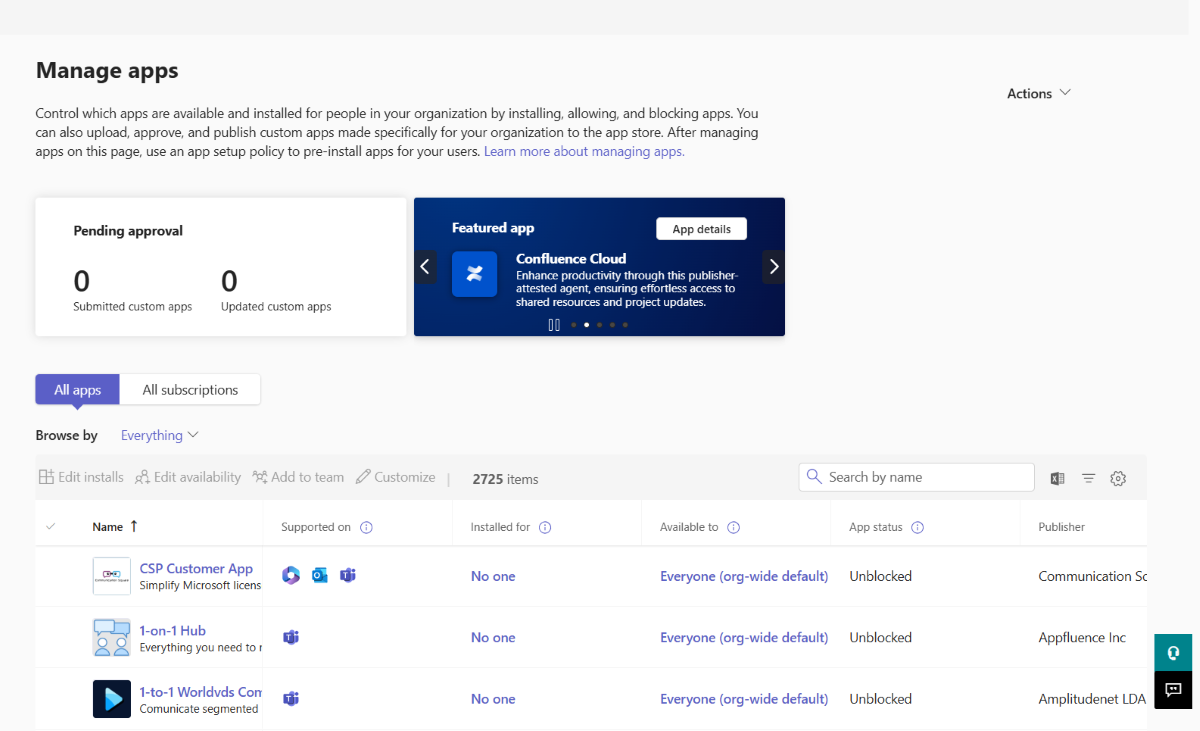 Manage apps
Actions
Control which apps are available and installed for people in your organization by installing, allowing, and blocking apps. You
can also upload, approve, and publish custom apps made specifically for your organization to the app store. After managing
apps on this page, use an app setup policy to pre-install apps for your users. Learn more about managing apps.
Pending approval
0
Submitted custom apps
0
Updated custom apps
Featured app
App details
Confluence Cloud
Enhance productivity through this publisher-
attested agent, ensuring effortless access to
shared resources and project updates.
All apps
All subscriptions
Browse by
Everything
Edit installs
Edit availability
Add to team
Customize
2725 items
Search by name
Name
Supported on
Installed for
Available to
App status
Publisher
CSP Customer App
Simplify Microsoft licens
No one
Everyone (org-wide default)
Unblocked
Communication Sc
1-on-1 Hub
Everything you need to r
No one
Everyone (org-wide default)
Unblocked
Appfluence Inc
1-to-1 Worldvds Com
Comunicate segmented
No one
Everyone (org-wide default)
Unblocked
Amplitudenet LDA